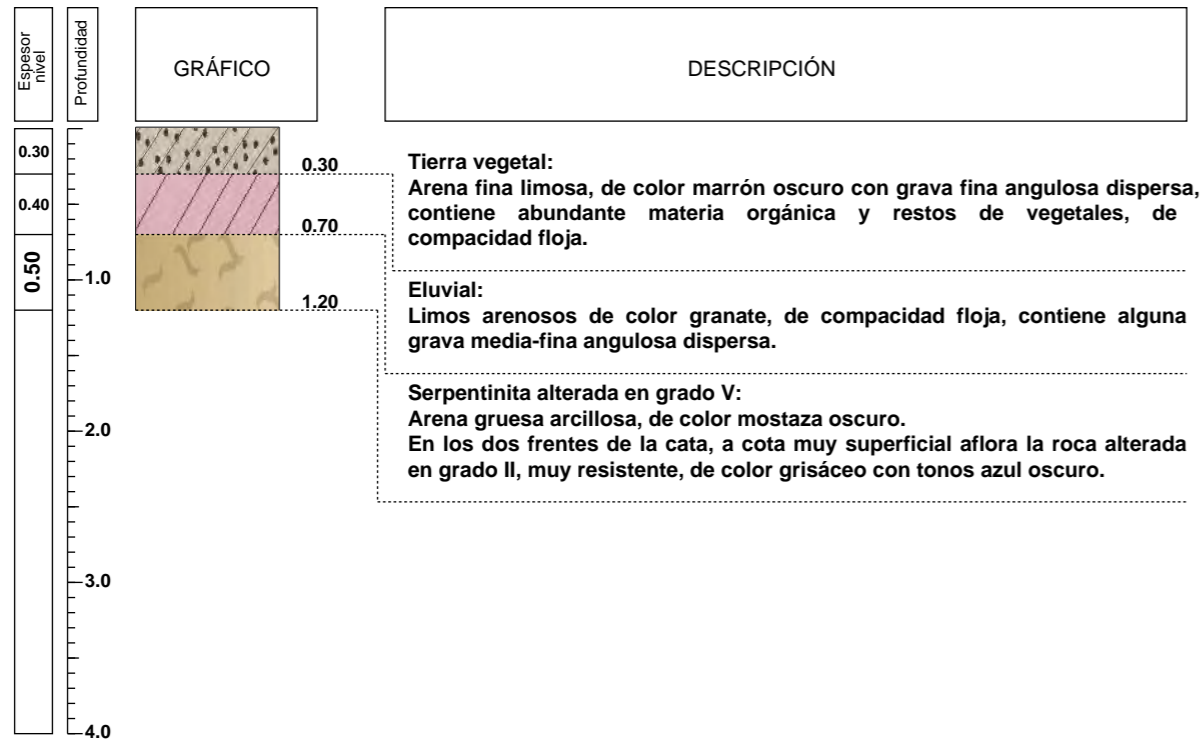 Espesor
nivel
Profundidad
GRÁFICO
DESCRIPCIÓN
0.30
0.40
0.50
1.0
2.0
3.0
4.0
0.30
0.70
1.20
Tierra vegetal:
Arena fina limosa, de color marrón oscuro con grava fina angulosa dispersa,
contiene abundante materia orgánica y restos de vegetales, de
compacidad floja.
Eluvial:
Limos arenosos de color granate, de compacidad floja, contiene alguna
grava media-fina angulosa dispersa.
Serpentinita alterada en grado V:
Arena gruesa arcillosa, de color mostaza oscuro.
En los dos frentes de la cata, a cota muy superficial aflora la roca alterada
en grado II, muy resistente, de color grisáceo con tonos azul oscuro.